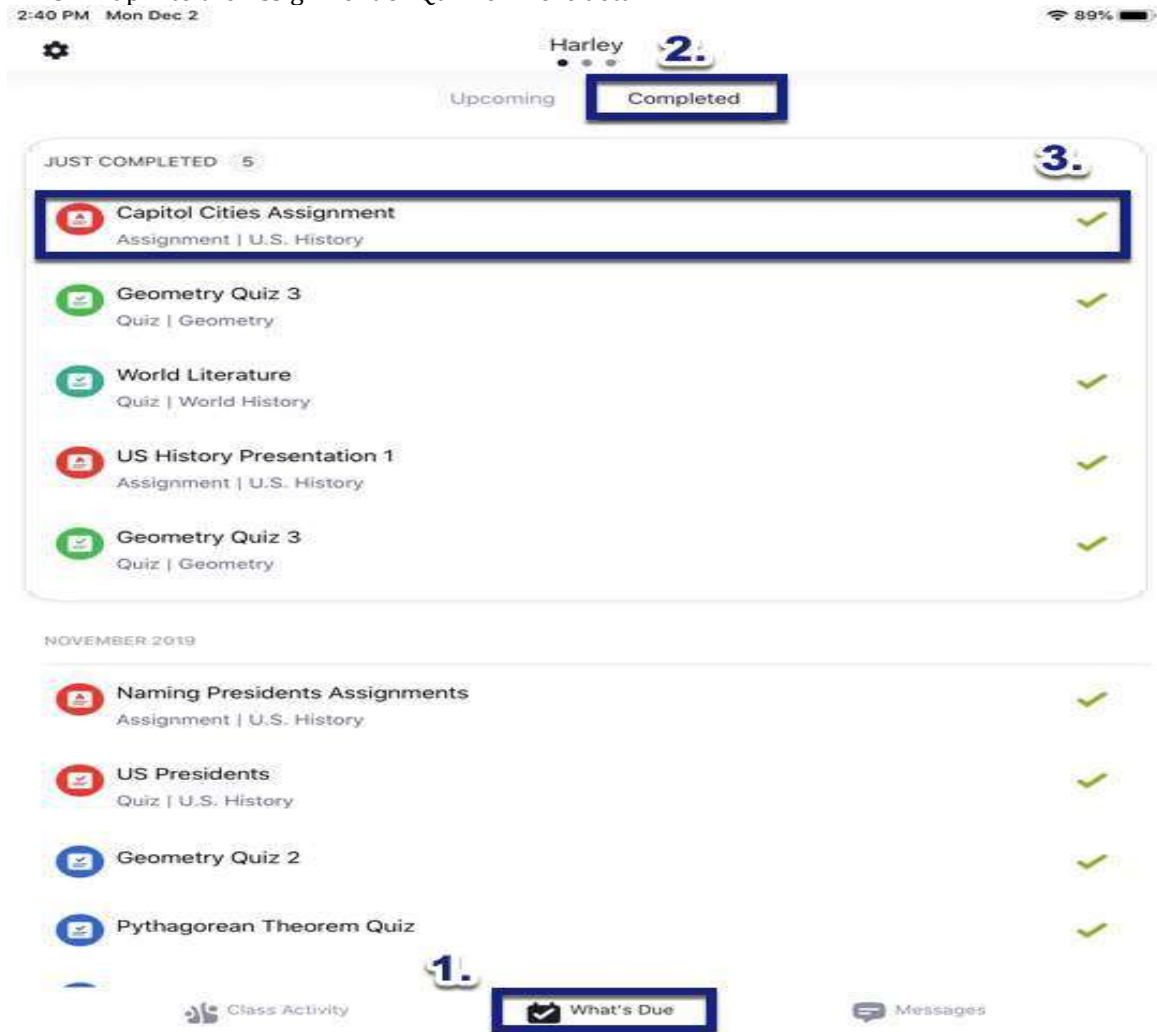 2:40 PM Mon Dec 2
89%
Harley
2.
Upcoming
Completed
JUST COMPLETED 5
3.
Capitol Cities Assignment
Assignment | U.S. History
Geometry Quiz 3
Quiz | Geometry
World Literature
Quiz | World History
US History Presentation 1
Assignment | U.S. History
Geometry Quiz 3
Quiz | Geometry
NOVEMBER 2019
Naming Presidents Assignments
Assignment | U.S. History
US Presidents
Quiz | U.S. History
Geometry Quiz 2
Pythagorean Theorem Quiz
1.
Class Activity
What's Due
Messages